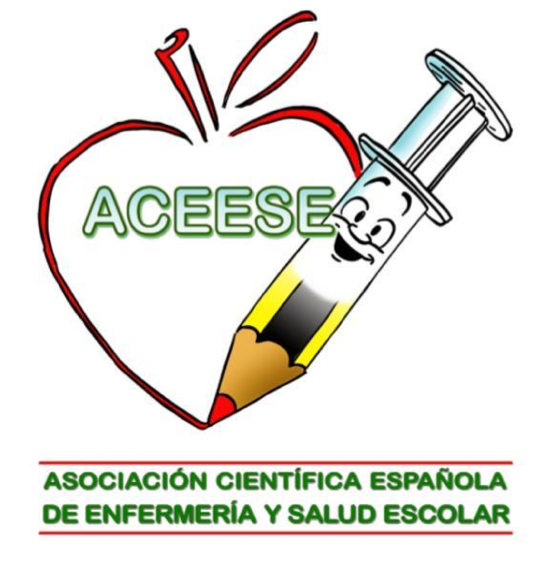 ACEESE
ASOCIACIÓN CIENTÍFICA ESPAÑOLA
DE ENFERMERÍA Y SALUD ESCOLAR